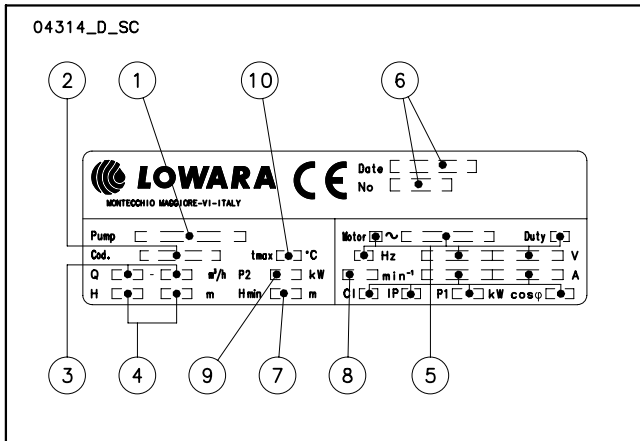 04314_D_SC
2 1 10 6
LOWARA CE Date
No
MONTECCHIO MAGGIORE-VI-ITALY
Pump Motor ~ Duty
Cod. tmax °C Hz V
Q - m³/h P2 kW min⁻¹ A
H m Hmin m Cl IP P1 kW cosφ
3 4 9 7 8 5